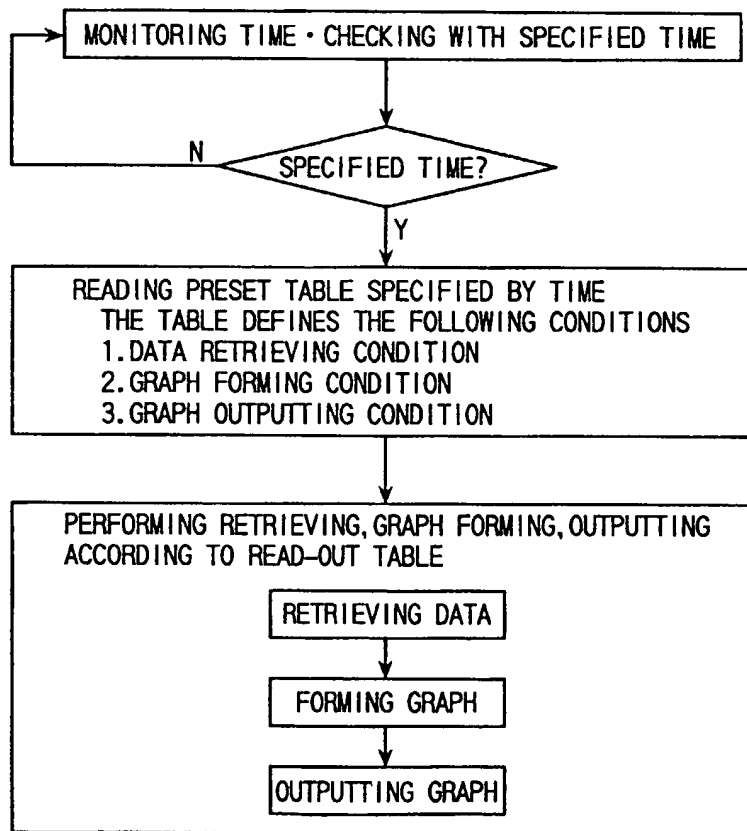 MONITORING TIME・CHECKING WITH SPECIFIED TIME
N
SPECIFIED TIME?
Y
READING PRESET TABLE SPECIFIED BY TIME
THE TABLE DEFINES THE FOLLOWING CONDITIONS
1.DATA RETRIEVING CONDITION
2.GRAPH FORMING CONDITION
3.GRAPH OUTPUTTING CONDITION
PERFORMING RETRIEVING,GRAPH FORMING,OUTPUTTING
ACCORDING TO READ-OUT TABLE
RETRIEVING DATA
FORMING GRAPH
OUTPUTTING GRAPH